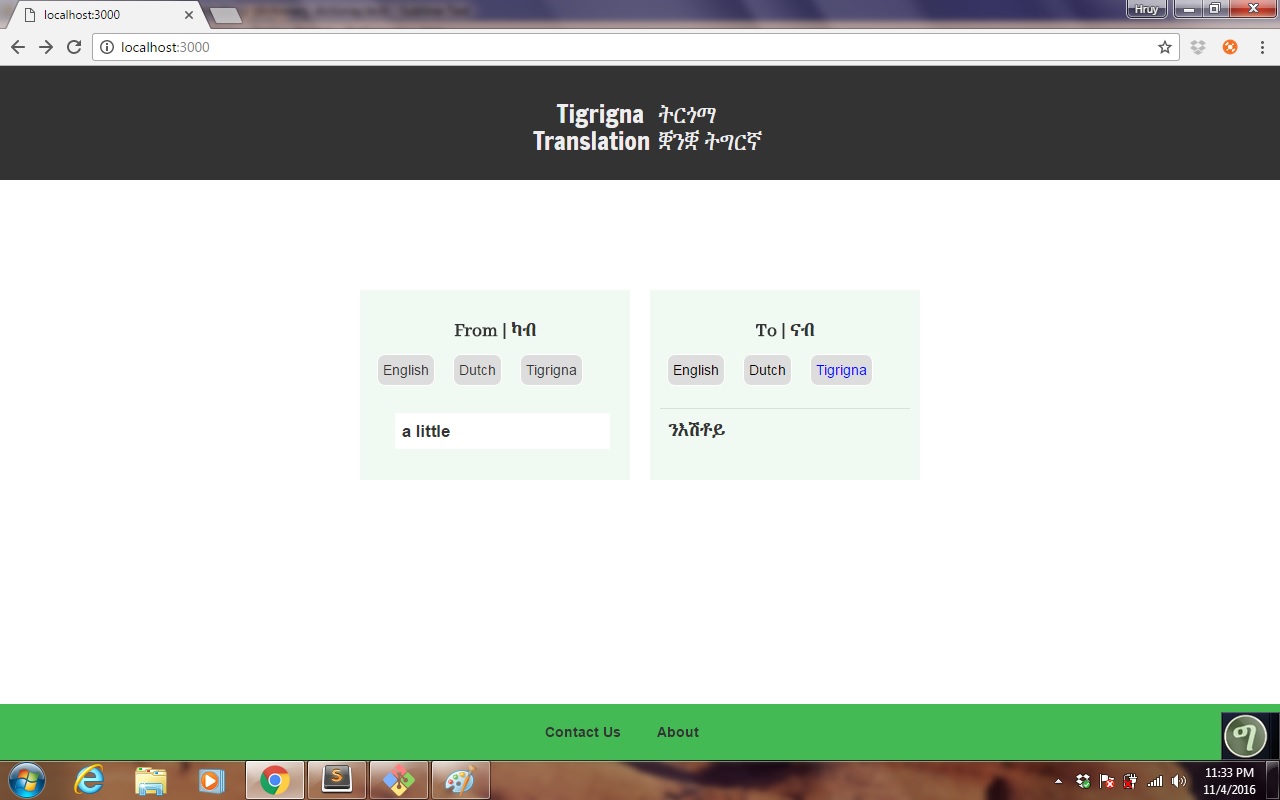 localhost:3000
Hruy
localhost:3000
Tigrigna ትርጎማ
Translation ቛንቛ ትግርኛ
From | ካብ
To | ናብ
English Dutch Tigrigna
English Dutch Tigrigna
a little
ንእሽቶይ
Contact Us About
ግ
11:33 PM
11/4/2016